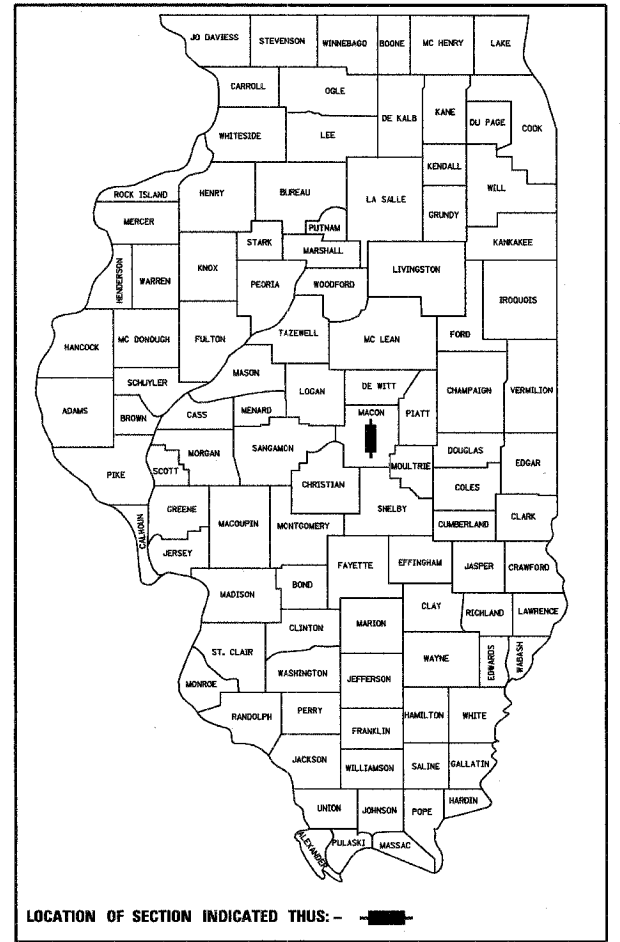 JO DAVIESS STEVENSON WINNEBAGO BOONE MC HENRY LAKE
CARROLL OGLE DE KALB KANE DU PAGE COOK
WHITESIDE LEE
KENDALL WILL
ROCK ISLAND HENRY BUREAU LA SALLE GRUNDY
MERCER PUTNAM
STARK MARSHALL KANKAKEE
HENDERSON WARREN KNOX PEORIA WOODFORD LIVINGSTON IROQUOIS
HANCOCK MC DONOUGH FULTON TAZEWELL MC LEAN FORD
MASON
SCHUYLER LOGAN DE WITT CHAMPAIGN VERMILION
ADAMS BROWN CASS MENARD MACON PIATT
MORGAN SANGAMON DOUGLAS EDGAR
PIKE SCOTT MOULTRIE
CHRISTIAN COLES
GREENE SHELBY CLARK
CALHOUN MACOUPIN MONTGOMERY CUMBERLAND
JERSEY FAYETTE EFFINGHAM JASPER CRAWFORD
MADISON BOND
CLAY RICHLAND LAWRENCE
CLINTON MARION
ST. CLAIR WAYNE EDWARDS WABASH
WASHINGTON JEFFERSON
MONROE
RANDOLPH PERRY HAMILTON WHITE
FRANKLIN
JACKSON WILLIAMSON SALINE GALLATIN
UNION JOHNSON POPE HARDIN
ALEXANDER PULASKI MASSAC
LOCATION OF SECTION INDICATED THUS: -